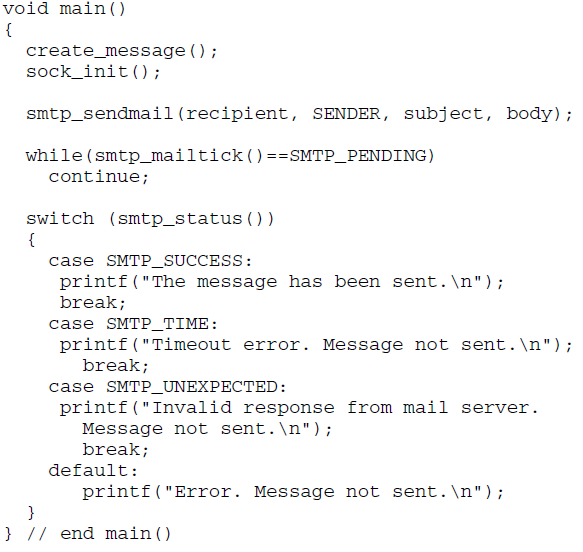 void main()
{
  create_message();
  sock_init();

  smtp_sendmail(recipient, SENDER, subject, body);

  while(smtp_mailtick()==SMTP_PENDING)
    continue;

  switch (smtp_status())
  {
    case SMTP_SUCCESS:
     printf("The message has been sent.\n");
     break;
    case SMTP_TIME:
     printf("Timeout error. Message not sent.\n");
       break;
    case SMTP_UNEXPECTED:
     printf("Invalid response from mail server.
       Message not sent.\n");
       break;
    default:
       printf("Error. Message not sent.\n");
  }
} // end main()